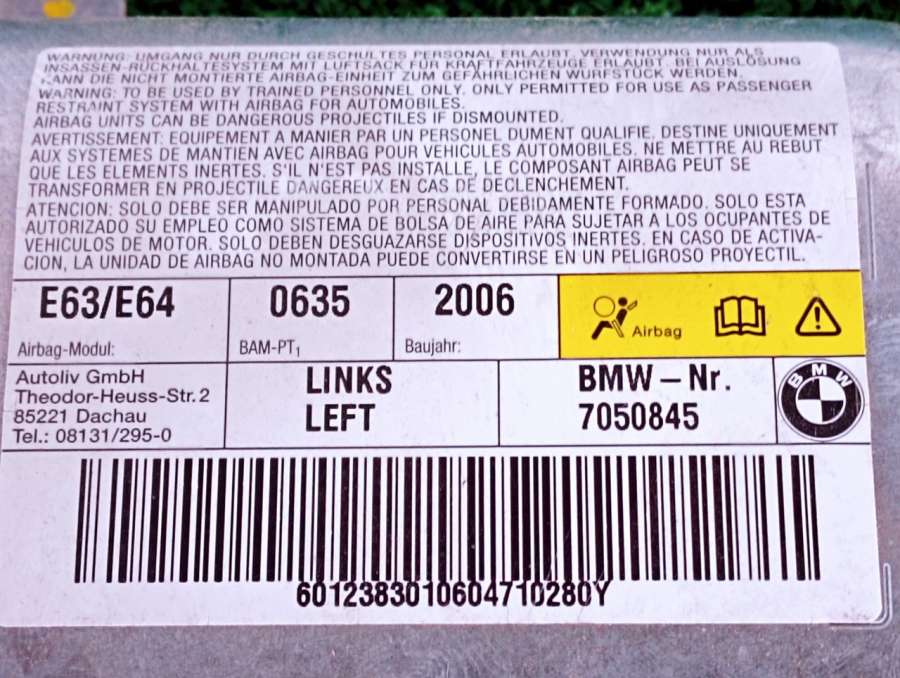 WARNUNG: UMGANG NUR DURCH GESCHULTES PERSONAL ERLAUBT. VERWENDUNG NUR ALS
INSASSEN-RÜCKHALTESYSTEM MIT LUFTSACK FÜR KRAFTFAHRZEUGE ERLAUBT. BEI AUSLÖSUNG
KANN DIE NICHT MONTIERTE AIRBAG-EINHEIT ZUM GEFÄHRLICHEN WURFSTÜCK WERDEN.
WARNING: TO BE USED BY TRAINED PERSONNEL ONLY. ONLY PERMITTED FOR USE AS PASSENGER
RESTRAINT SYSTEM WITH AIRBAG FOR AUTOMOBILES.
AIRBAG UNITS CAN BE DANGEROUS PROJECTILES IF DISMOUNTED.
AVERTISSEMENT: EQUIPEMENT A MANIER PAR UN PERSONEL DUMENT QUALIFIE, DESTINE UNIQUEMENT
AUX SYSTEMES DE MANTIEN AVEC AIRBAG POUR VEHICULES AUTOMOBILES. NE METTRE AU REBUT
QUE LES ELEMENTS INERTES. S'IL N'EST PAS INSTALLE, LE COMPOSANT AIRBAG PEUT SE
TRANSFORMER EN PROJECTILE DANGEREUX EN CAS DE DECLENCHEMENT.
ATENCION: SOLO DEBE SER MANIPULADO POR PERSONAL DEBIDAMENTE FORMADO. SOLO ESTA
AUTORIZADO SU EMPLEO COMO SISTEMA DE BOLSA DE AIRE PARA SUJETAR A LOS OCUPANTES DE
VEHICULOS DE MOTOR. SOLO DEBEN DESGUAZARSE DISPOSITIVOS INERTES. EN CASO DE ACTIVA-
CION, LA UNIDAD DE AIRBAG NO MONTADA PUEDE CONVERTIRSE EN UN PELIGROSO PROYECTIL.
E63/E64
Airbag-Modul:
0635
BAM-PT1
2006
Baujahr:
Airbag
Autoliv GmbH
Theodor-Heuss-Str. 2
85221 Dachau
Tel.: 08131/295-0
LINKS
LEFT
BMW – Nr.
7050845
BMW
6012383010604710280Y